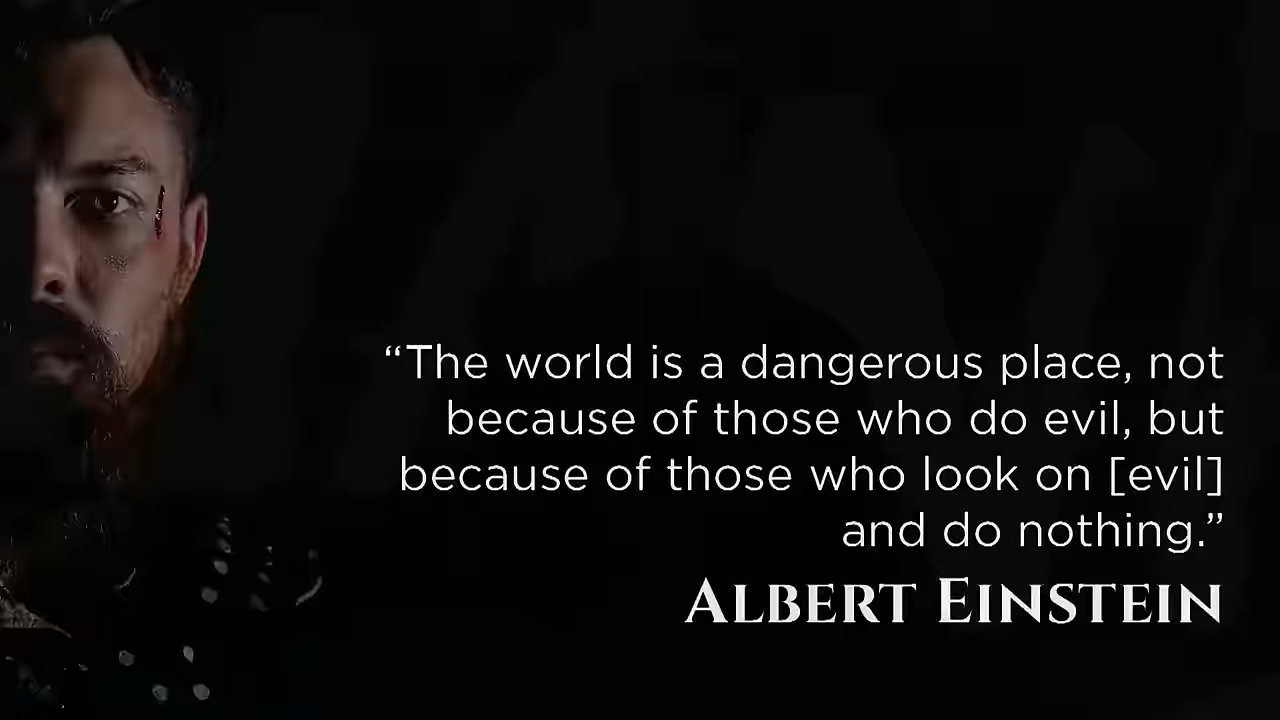 “The world is a dangerous place, not
because of those who do evil, but
because of those who look on [evil]
and do nothing.”
ALBERT EINSTEIN